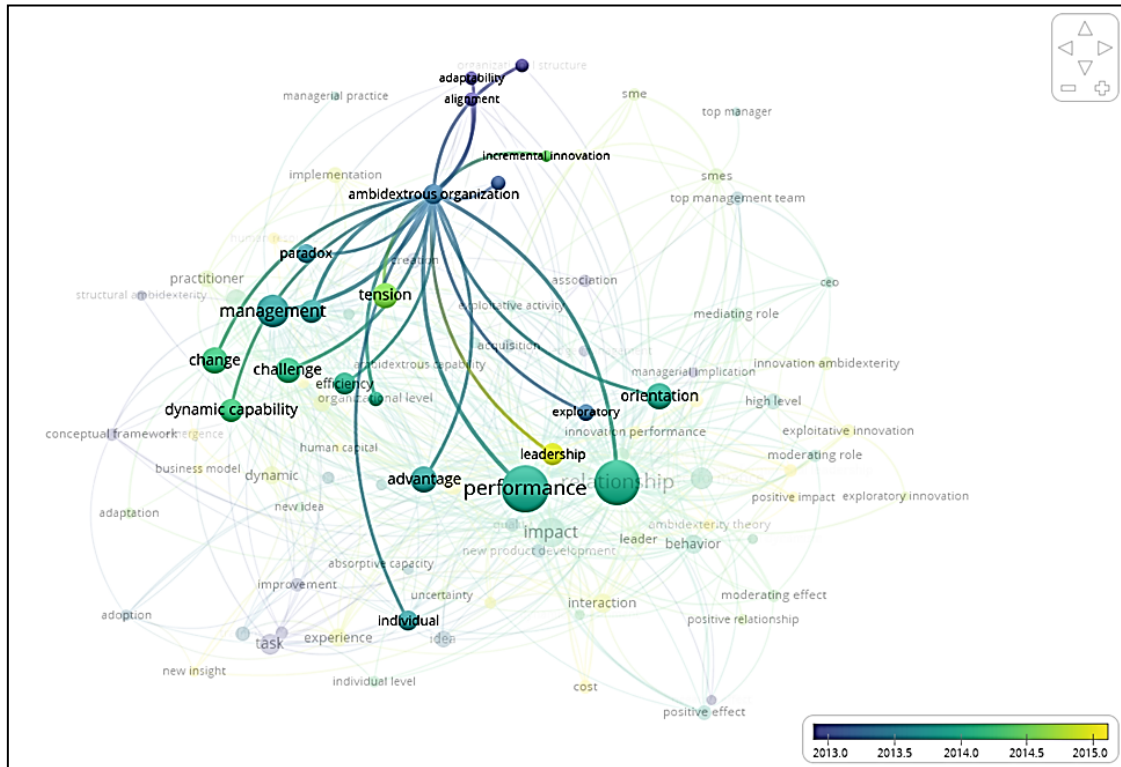 organizational structure
adaptability
managerial practice
alignment
sme
top manager
incremental innovation
implementation
smes
ambidextrous organization
top management team
paradox
creation
practitioner
association
ceo
structural ambidexterity
tension
exploitative activity
management
mediating role
acquisition
change
challenge
ambidextrous capability
managerial implication
innovation ambidexterity
efficiency
organizational level
orientation
high level
dynamic capability
exploratory
conceptual framework
emergence
innovation performance
exploitative innovation
human capital
leadership
moderating role
business model
dynamic
advantage
performance
relationship
positive impact
exploratory innovation
new idea
adaptation
impact
ambidexterity theory
leader
behavior
new product development
absorptive capacity
improvement
uncertainty
interaction
moderating effect
adoption
individual
positive relationship
task
experience
idea
new insight
individual level
cost
positive effect
2013.0 2013.5 2014.0 2014.5 2015.0